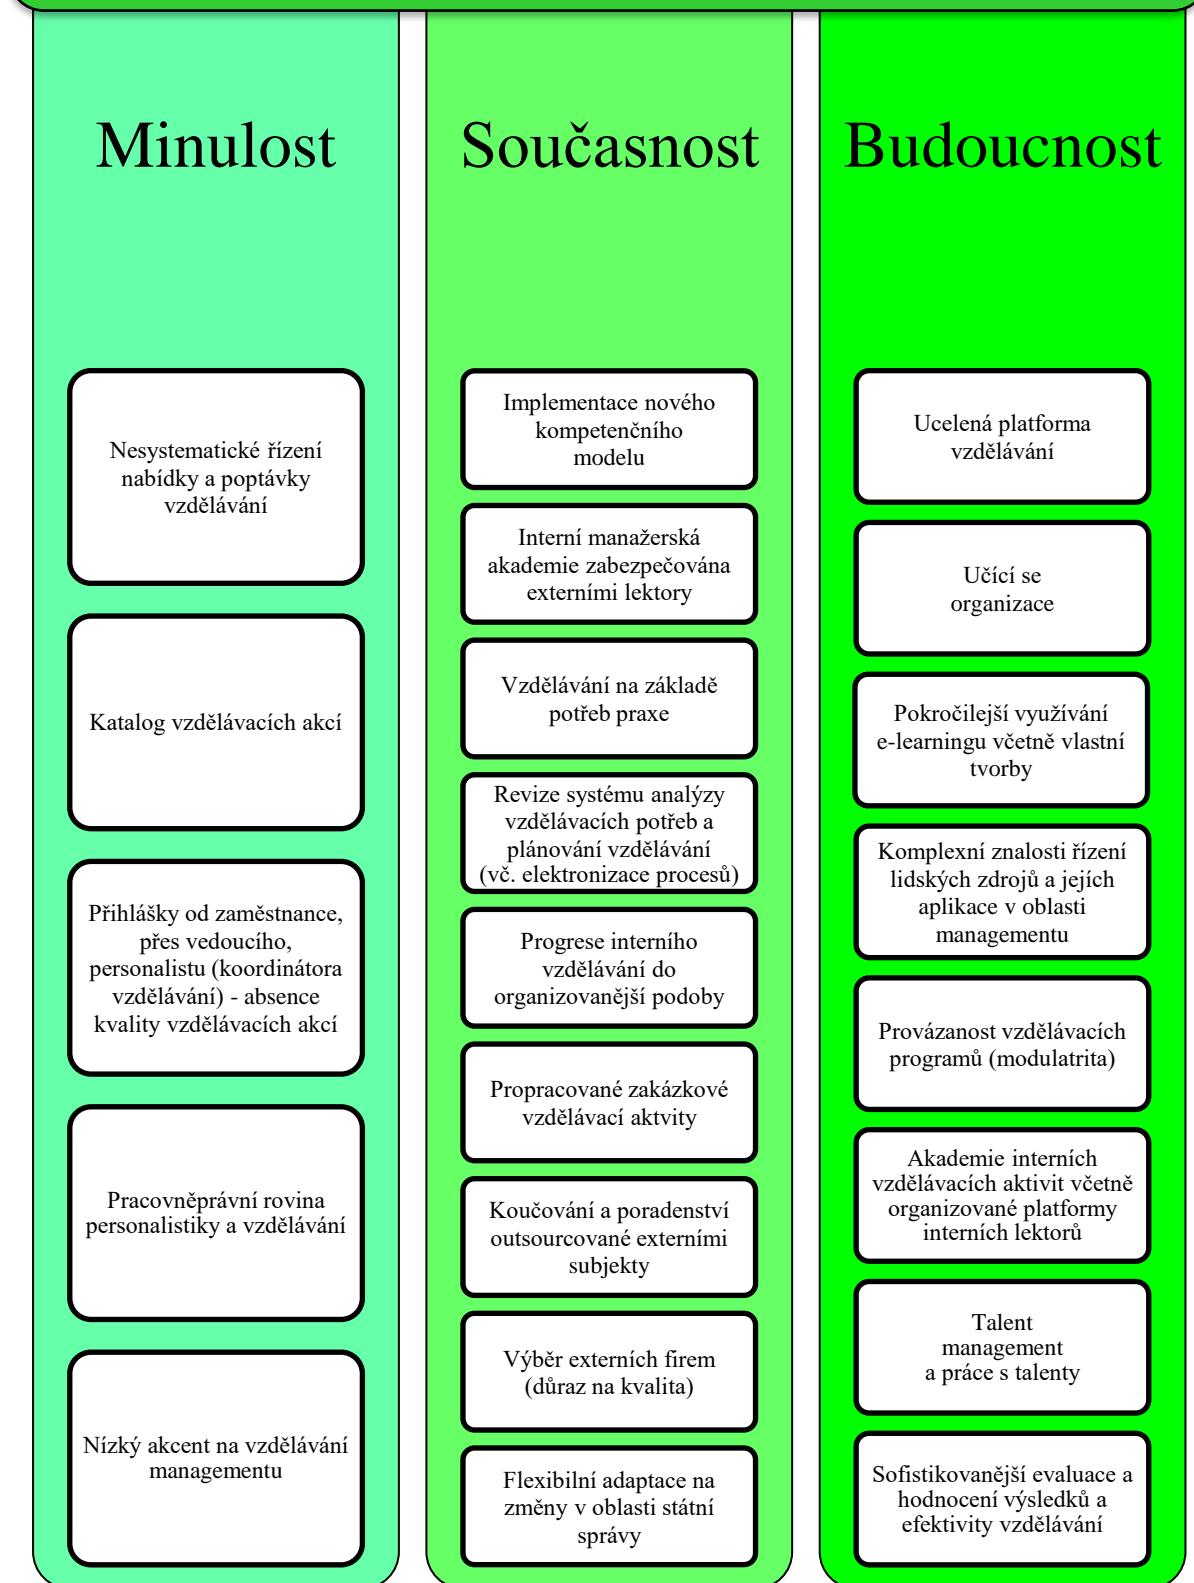 Minulost
Nesystematické řízení
nabídky a poptávky
vzdělávání
Katalog vzdělávacích akcí
Přihlášky od zaměstnance,
přes vedoucího,
personalistu (koordinátora
vzdělávání) - absence
kvality vzdělávacích akcí
Pracovněprávní rovina
personalistiky a vzdělávání
Nízký akcent na vzdělávání
managementu
Současnost
Implementace nového
kompetenčního
modelu
Interní manažerská
akademie zabezpečována
externími lektory
Vzdělávání na základě
potřeb praxe
Revize systému analýzy
vzdělávacích potřeb a
plánování vzdělávání
(vč. elektronizace procesů)
Progrese interního
vzdělávání do
organizovanější podoby
Propracované zakázkové
vzdělávací aktvity
Koučování a poradenství
outsourcované externími
subjekty
Výběr externích firem
(důraz na kvalita)
Flexibilní adaptace na
změny v oblasti státní
správy
Budoucnost
Ucelená platforma
vzdělávání
Učící se
organizace
Pokročilejší využívání
e-learningu včetně vlastní
tvorby
Komplexní znalosti řízení
lidských zdrojů a jejích
aplikace v oblasti
managementu
Provázanost vzdělávacích
programů (modulatrita)
Akademie interních
vzdělávacích aktivit včetně
organizované platformy
interních lektorů
Talent
management
a práce s talenty
Sofistikovanější evaluace a
hodnocení výsledků a
efektivity vzdělávání